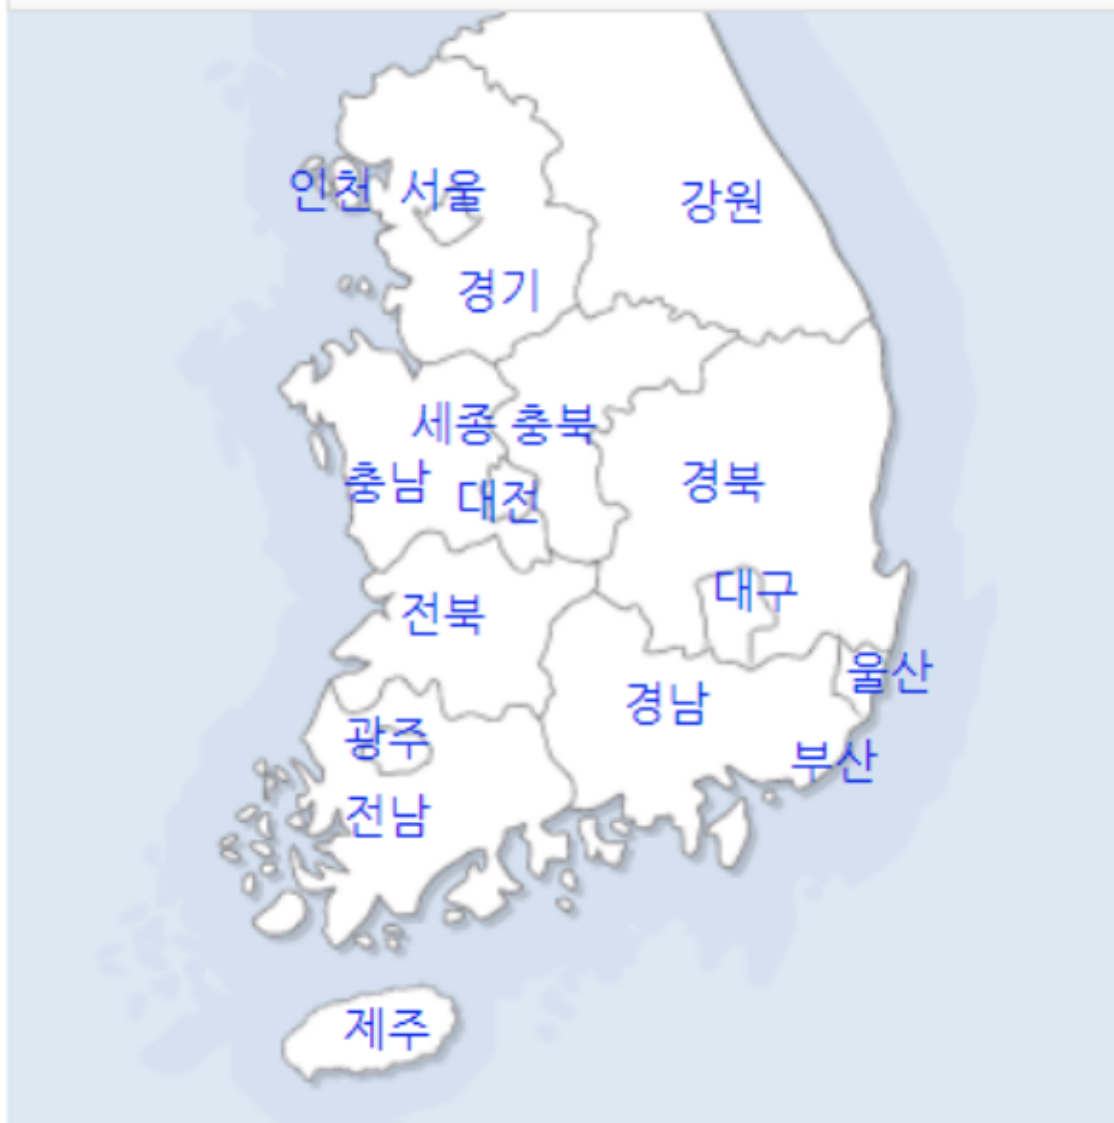 인천 서울 강원
경기
세종 충북
충남 대전 경북
대구
전북
울산
경남
광주
부산
전남
제주